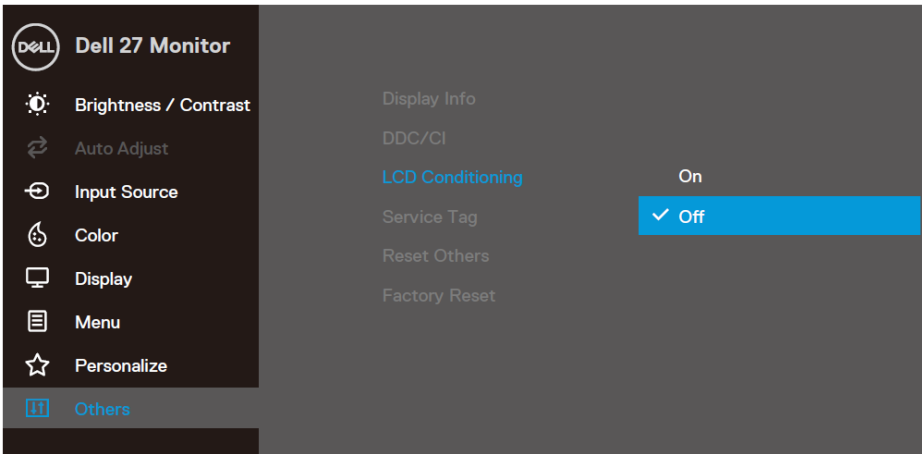 DELL Dell 27 Monitor
Brightness / Contrast
Auto Adjust
Input Source
Color
Display
Menu
Personalize
Others
Display Info
DDC/CI
LCD Conditioning
Service Tag
Reset Others
Factory Reset
On
Off